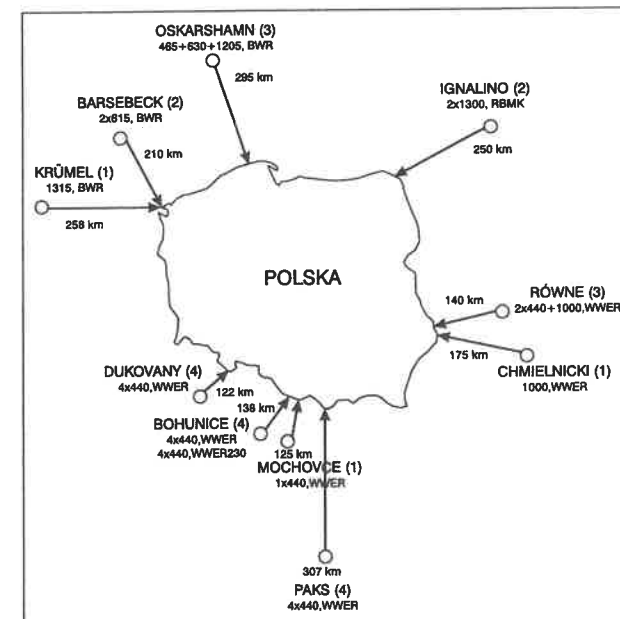 OSKARSHAMN (3)
465+630+1205, BWR
295 km
IGNALINO (2)
2x1300, RBMK
250 km
BARSEBECK (2)
2x615, BWR
210 km
KRÜMEL (1)
1315, BWR
258 km
POLSKA
140 km
RÓWNE (3)
2x440+1000,WWER
175 km
CHMIELNICKI (1)
1000,WWER
DUKOVANY (4)
4x440,WWER
122 km
138 km
BOHUNICE (4)
4x440,WWER
4x440,WWER230
125 km
MOCHOVCE (1)
1x440,WWER
307 km
PAKS (4)
4x440,WWER